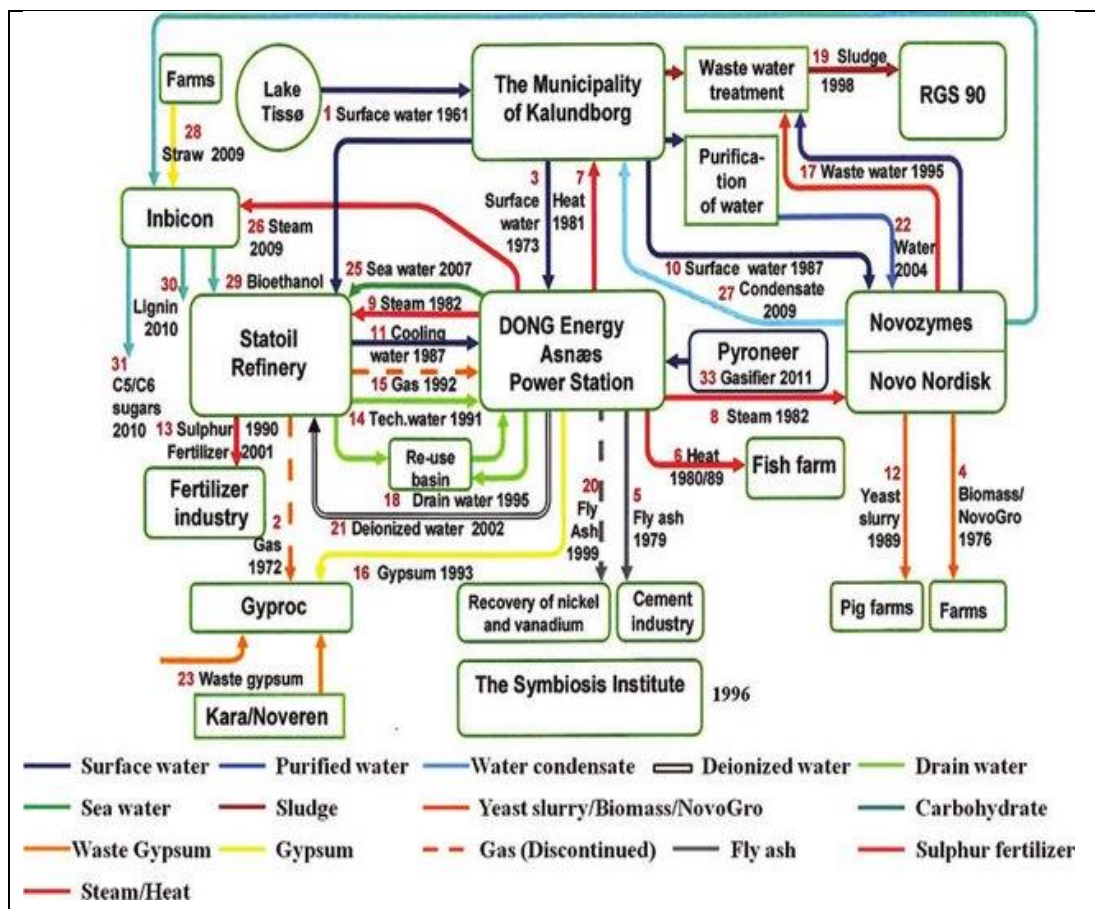 Farms
Lake
Tissø
The Municipality
of Kalundborg
Waste water
treatment
19 Sludge
1998
RGS 90
1 Surface water 1961
28
Straw 2009
Purifica-
tion
of water
17 Waste water 1995
3
Surface
water
1973
7
Heat
1981
Inbicon
26 Steam
2009
22
Water
2004
10 Surface water 1987
27 Condensate
2009
25 Sea water 2007
30
Lignin
2010
29 Bioethanol
9 Steam 1982
Statoil
Refinery
11 Cooling
water 1987
DONG Energy
Asnæs
Power Station
Pyroneer
33 Gasifier 2011
Novozymes
Novo Nordisk
31
C5/C6
sugars
2010
15 Gas 1992
14 Tech.water 1991
8 Steam 1982
13 Sulphur 1990
Fertilizer 2001
Re-use
basin
6 Heat
1980/89
Fish farm
Fertilizer
industry
18 Drain water 1995
21 Deionized water 2002
20
Fly
Ash
1999
5
Fly ash
1979
12
Yeast
slurry
1989
4
Biomass/
NovoGro
1976
2
Gas
1972
16 Gypsum 1993
Gyproc
Recovery of nickel
and vanadium
Cement
industry
Pig farms
Farms
23 Waste gypsum
Kara/Noveren
The Symbiosis Institute
1996
Surface water
Purified water
Water condensate
Deionized water
Drain water
Sea water
Sludge
Yeast slurry/Biomass/NovoGro
Carbohydrate
Waste Gypsum
Gypsum
Gas (Discontinued)
Fly ash
Sulphur fertilizer
Steam/Heat